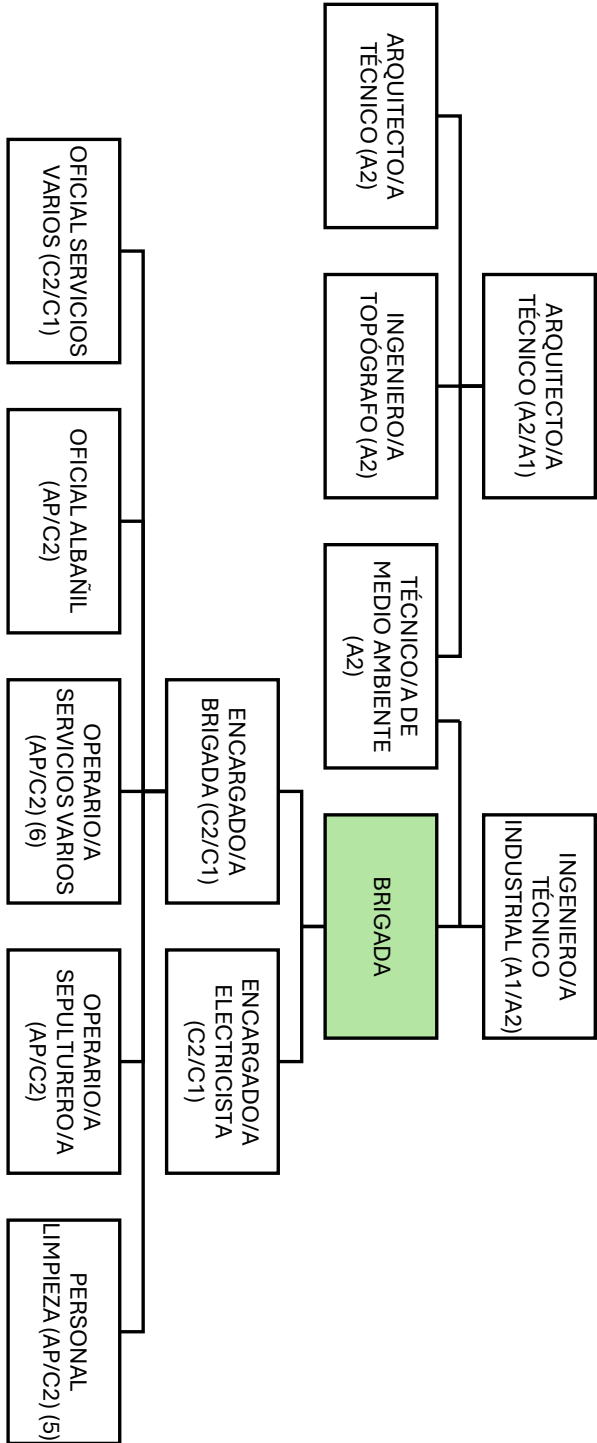 ARQUITECTO/A
TÉCNICO (A2/A1)
INGENIERO/A
TÉCNICO
INDUSTRIAL (A1/A2)
ARQUITECTO/A
TÉCNICO (A2)
INGENIERO/A
TOPÓGRAFO (A2)
TÉCNICO/A DE
MEDIO AMBIENTE
(A2)
BRIGADA
ENCARGADO/A
BRIGADA (C2/C1)
ENCARGADO/A
ELECTRICISTA
(C2/C1)
OFICIAL SERVICIOS
VARIOS (C2/C1)
OFICIAL ALBAÑIL
(AP/C2)
OPERARIO/A
SERVICIOS VARIOS
(AP/C2) (6)
OPERARIO/A
SEPULTURERO/A
(AP/C2)
PERSONAL
LIMPIEZA (AP/C2) (5)